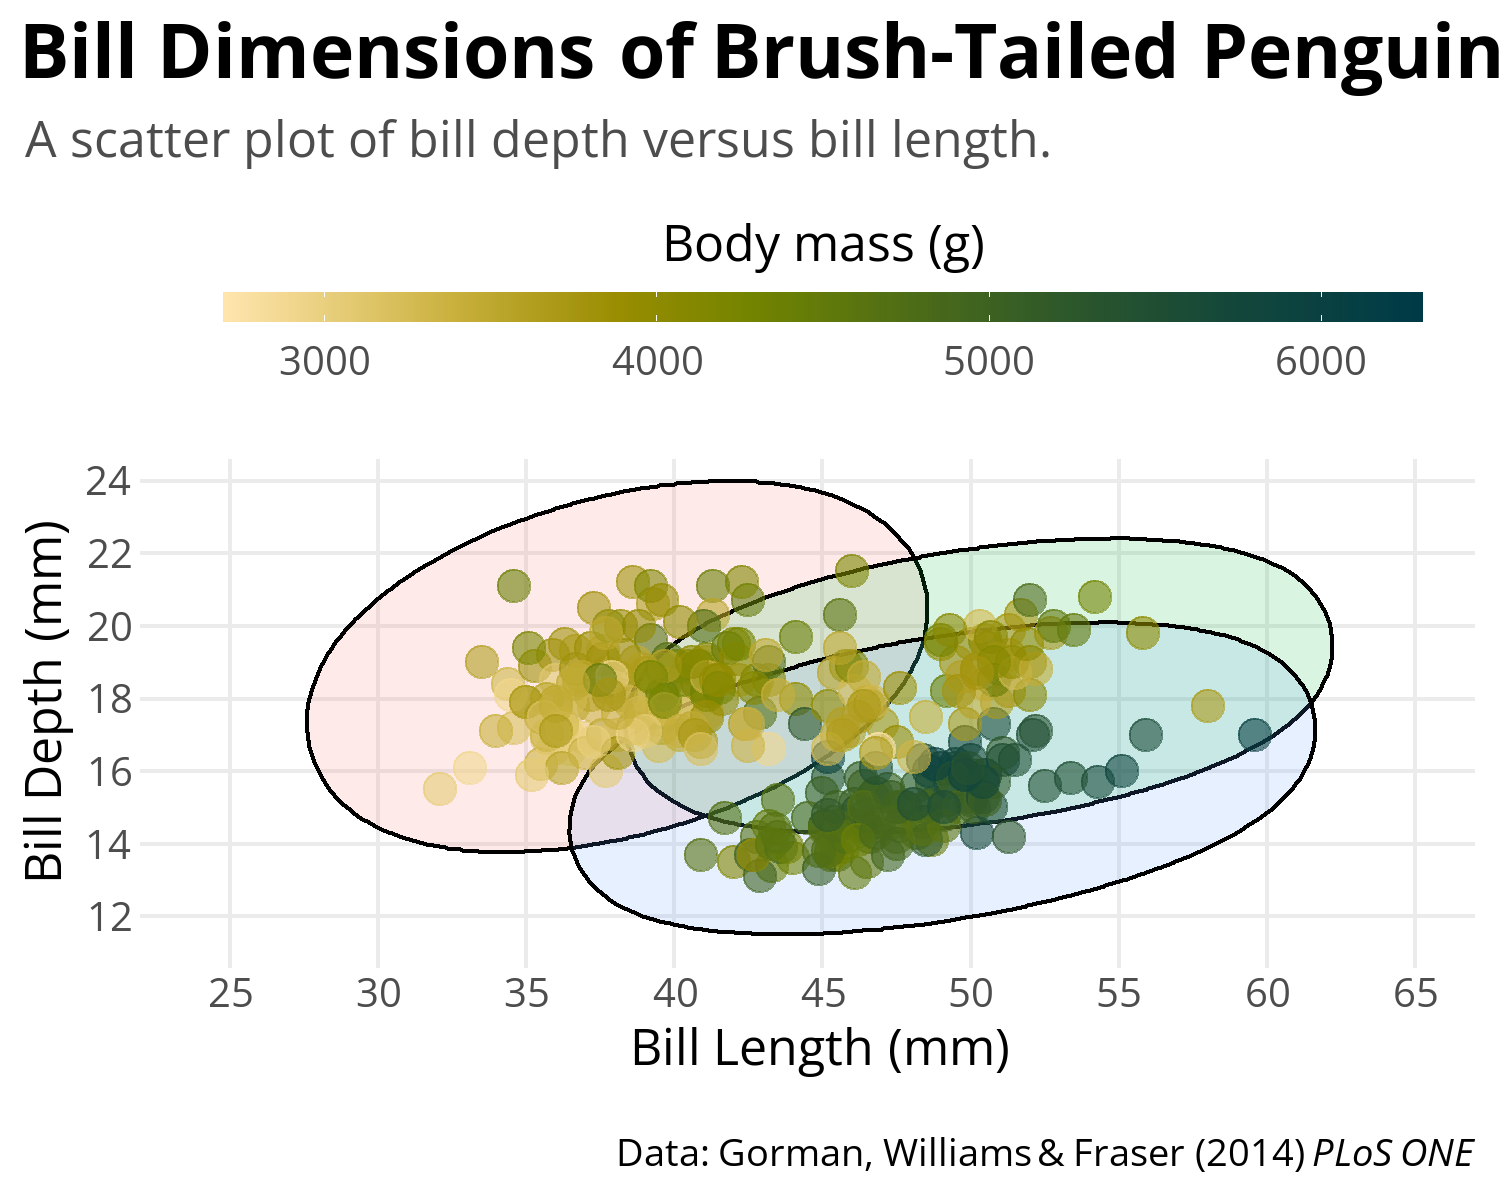 Bill Dimensions of Brush-Tailed Penguin
A scatter plot of bill depth versus bill length.
Body mass (g)
3000 4000 5000 6000
24
22
20
18
16
14
12
Bill Depth (mm)
25 30 35 40 45 50 55 60 65
Bill Length (mm)
Data: Gorman, Williams & Fraser (2014) PLoS ONE